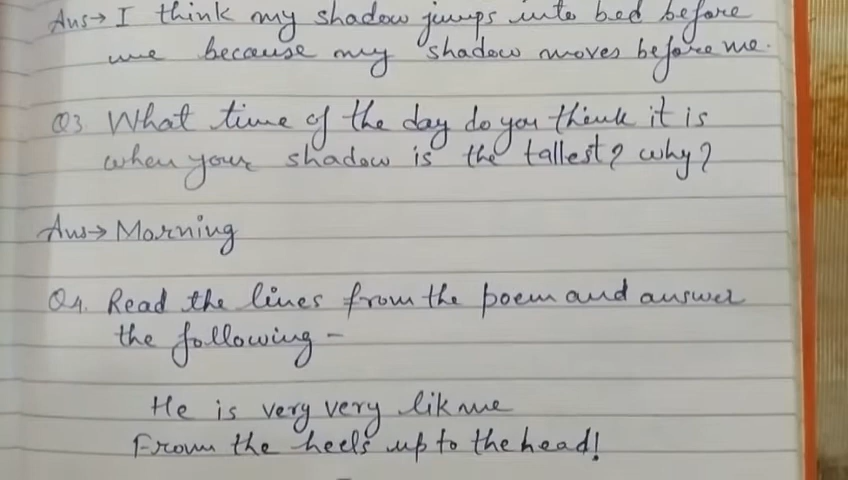 Ans→ I think my shadow jumps into bed before
me because my shadow moves before me.
Q3. What time of the day do you think it is
when your shadow is the tallest? why?
Ans→ Morning
Q4. Read the lines from the poem and answer
the following -
He is very very lik me
From the heels up to the head!